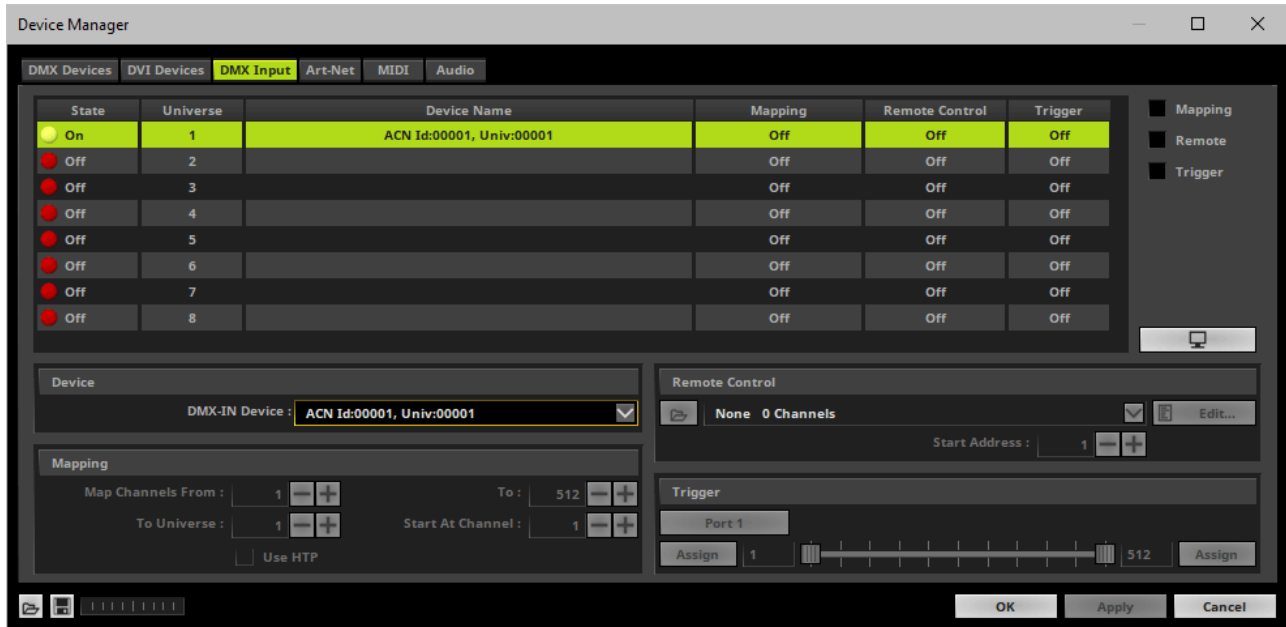 Device Manager
DMX Devices DVI Devices DMX Input Art-Net MIDI Audio
State Universe Device Name Mapping Remote Control Trigger
On 1 ACN Id:00001, Univ:00001 Off Off Off
Off 2 Off Off Off
Off 3 Off Off Off
Off 4 Off Off Off
Off 5 Off Off Off
Off 6 Off Off Off
Off 7 Off Off Off
Off 8 Off Off Off
Mapping
Remote
Trigger
Device
DMX-IN Device : ACN Id:00001, Univ:00001
Mapping
Map Channels From : 1 To : 512
To Universe : 1 Start At Channel : 1
Use HTP
Remote Control
None 0 Channels Edit...
Start Address : 1
Trigger
Port 1
Assign 1 512 Assign
OK Apply Cancel